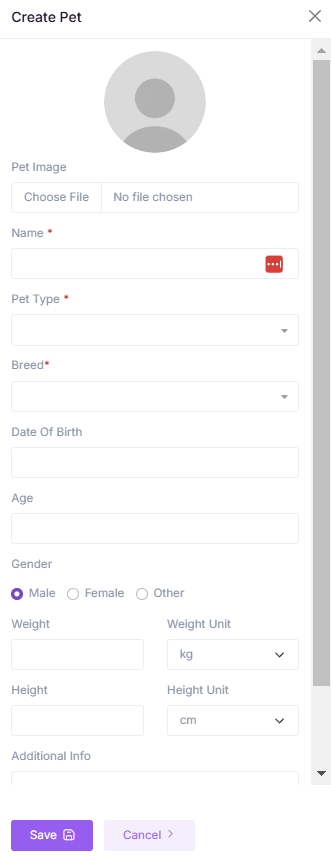 Create Pet
Pet Image
Choose File No file chosen
Name *
Pet Type *
Breed*
Date Of Birth
Age
Gender
Male Female Other
Weight Weight Unit
kg
Height Height Unit
cm
Additional Info
Save Cancel